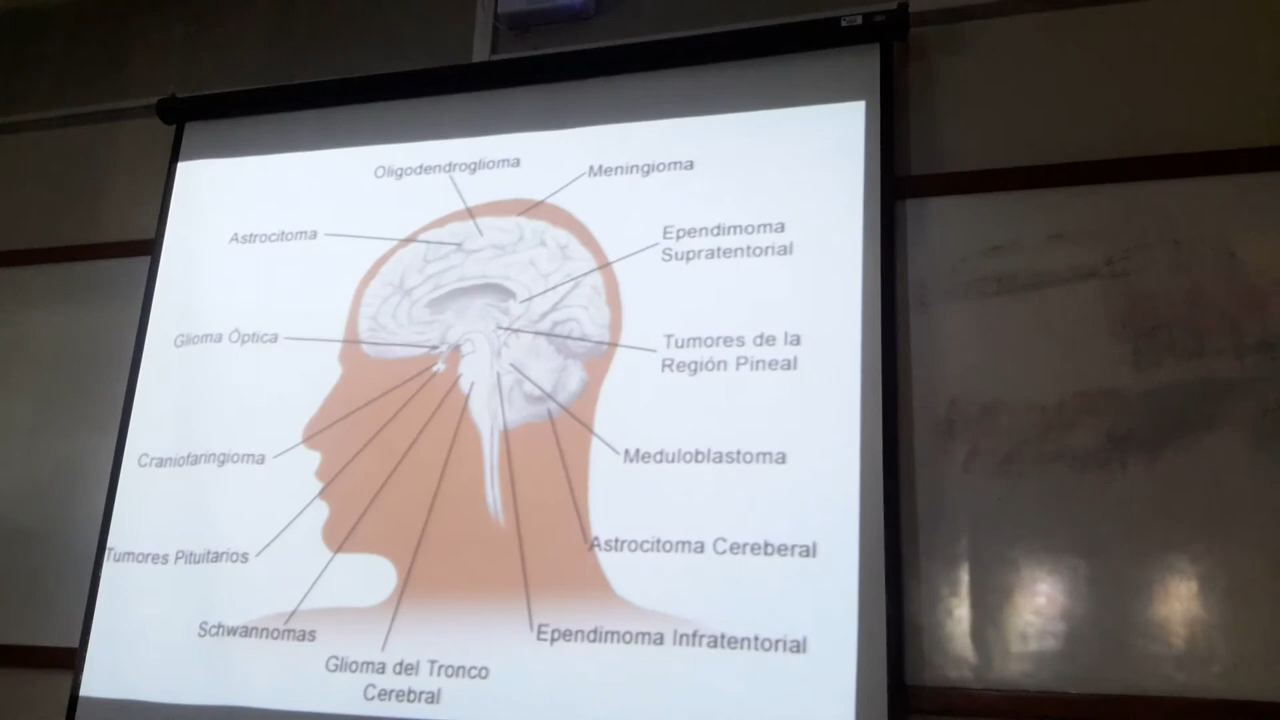 Oligodendroglioma
Meningioma
Astrocitoma
Ependimoma
Supratentorial
Glioma Óptica
Tumores de la
Región Pineal
Craniofaringioma
Meduloblastoma
Tumores Pituitarios
Astrocitoma Cereberal
Schwannomas
Ependimoma Infratentorial
Glioma del Tronco
Cerebral